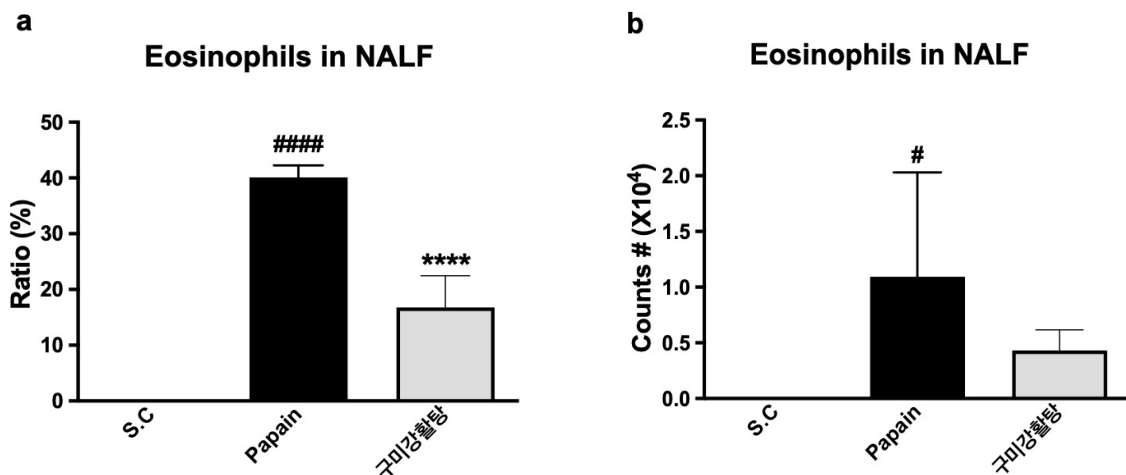 a
Eosinophils in NALF
Ratio (%)
50
40
30
20
10
0
####
****
S.C
Papain
구미강활탕
b
Eosinophils in NALF
Counts # (X10⁴)
2.5
2.0
1.5
1.0
0.5
0.0
#
S.C
Papain
구미강활탕